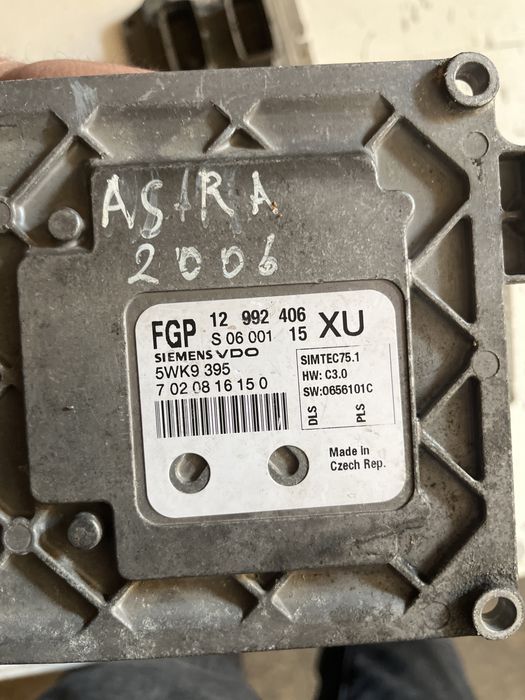 ASTRA
2006
FGP 12 992 406 XU
S 06 001 15
SIEMENS VDO
5WK9 395
7 02 08 16 15 0
SIMTEC75.1
HW: C3.0
SW:0656101C
DLS
PLS
Made in
Czech Rep.